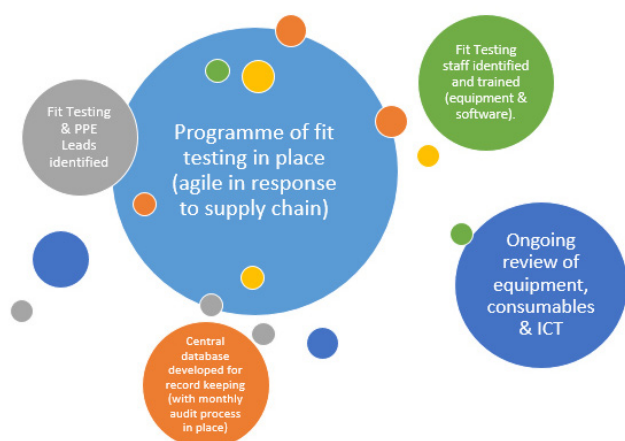 Fit Testing
& PPE
Leads
identified
Programme of fit
testing in place
(agile in response
to supply chain)
Fit Testing
staff identified
and trained
(equipment &
software).
Ongoing
review of
equipment,
consumables
& ICT
Central
database
developed for
record keeping
(with monthly
audit process
in place)